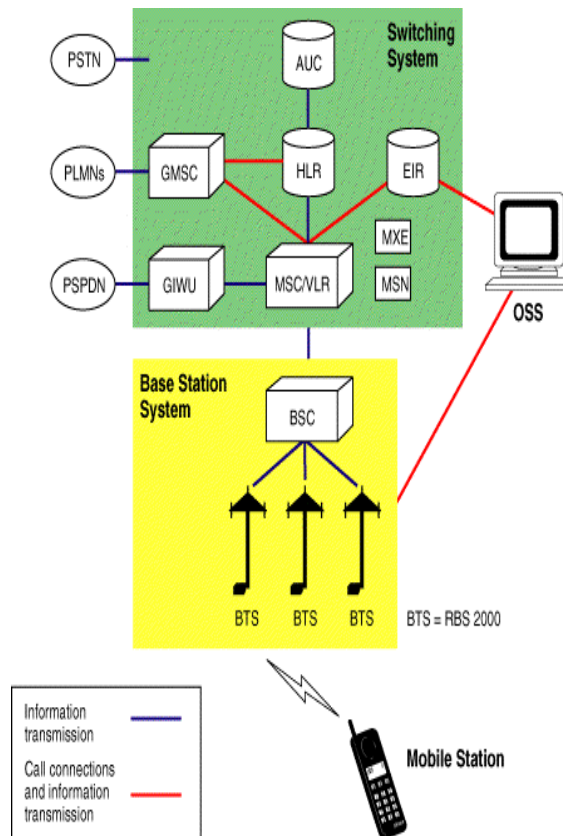 Switching
System
PSTN
AUC
PLMNs
GMSC
HLR
EIR
MXE
PSPDN
GIWU
MSC/VLR
MSN
OSS
Base Station
System
BSC
BTS
BTS
BTS
BTS = RBS 2000
Information
transmission
Call connections
and information
transmission
Mobile Station